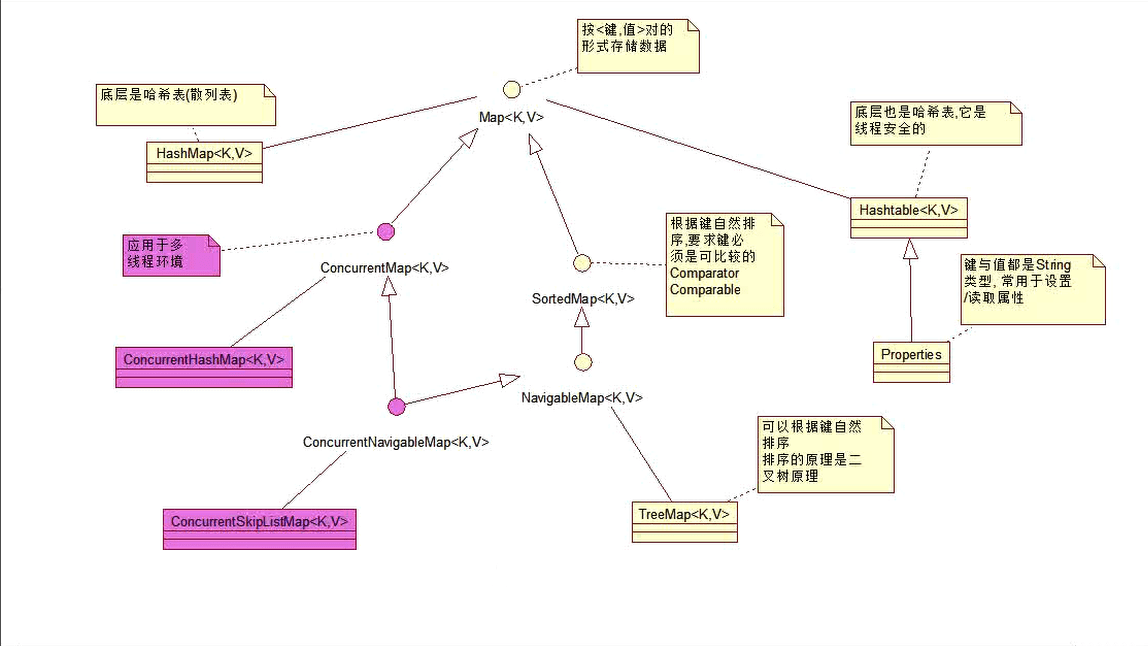 按<键,值>对的
形式存储数据
底层是哈希表(散列表)
Map<K,V>
底层也是哈希表,它是
线程安全的
HashMap<K,V>
Hashtable<K,V>
根据键自然排
序,要求键必
须是可比较的
Comparator
Comparable
应用于多
线程环境
ConcurrentMap<K,V>
SortedMap<K,V>
键与值都是String
类型, 常用于设置
/读取属性
ConcurrentHashMap<K,V>
Properties
NavigableMap<K,V>
ConcurrentNavigableMap<K,V>
可以根据键自然
排序
排序的原理是二
叉树原理
ConcurrentSkipListMap<K,V>
TreeMap<K,V>